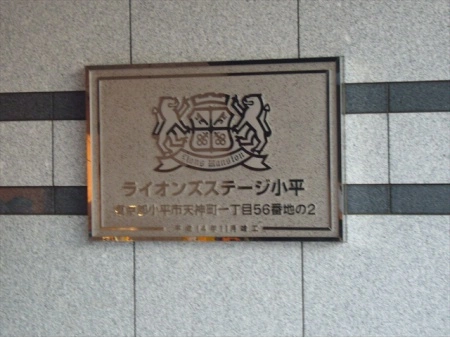 Lions Mansion
ライオンズステージ小平
東京都小平市天神町一丁目56番地の2
平成14年11月竣工